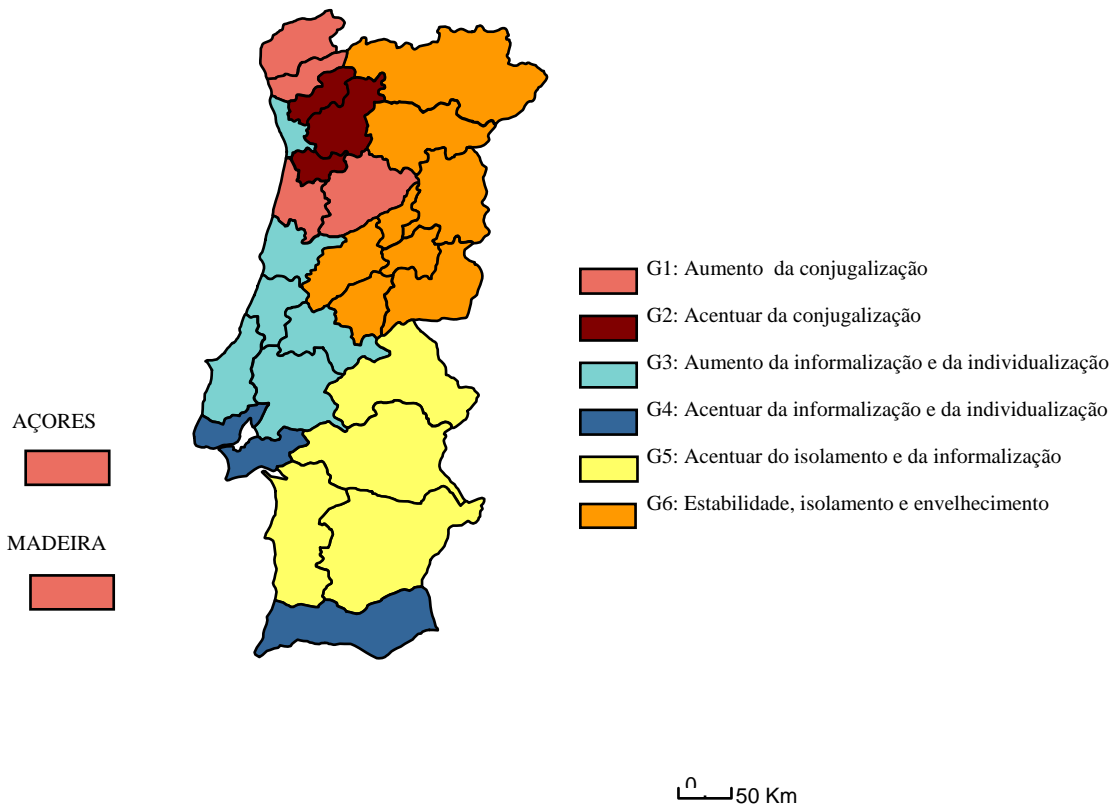 G1: Aumento da conjugalização
G2: Acentuar da conjugalização
G3: Aumento da informalização e da individualização
G4: Acentuar da informalização e da individualização
G5: Acentuar do isolamento e da informalização
G6: Estabilidade, isolamento e envelhecimento
AÇORES
MADEIRA
0 50 Km